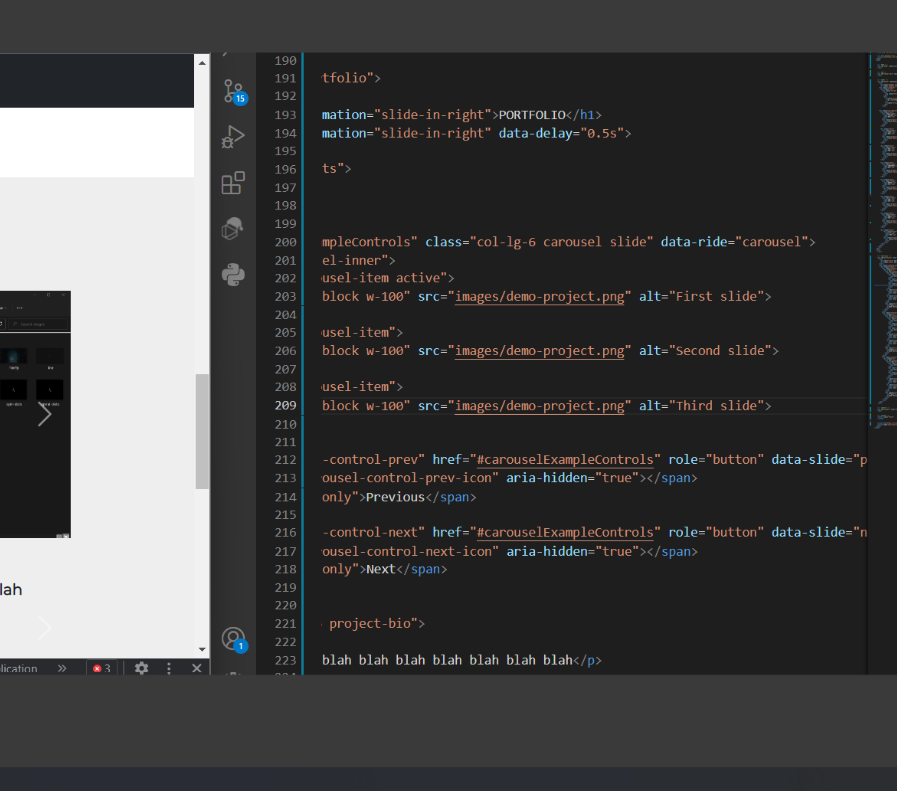 190
191 tfolio">
192
193 mation="slide-in-right">PORTFOLIO</h1>
194 mation="slide-in-right" data-delay="0.5s">
195
196 ts">
197
198
199
200 mpleControls" class="col-lg-6 carousel slide" data-ride="carousel">
201 el-inner">
202 usel-item active">
203 block w-100" src="images/demo-project.png" alt="First slide">
204
205 usel-item">
206 block w-100" src="images/demo-project.png" alt="Second slide">
207
208 usel-item">
209 block w-100" src="images/demo-project.png" alt="Third slide">
210
211
212 -control-prev" href="#carouselExampleControls" role="button" data-slide="p
213 ousel-control-prev-icon" aria-hidden="true"></span>
214 only">Previous</span>
215
216 -control-next" href="#carouselExampleControls" role="button" data-slide="n
217 ousel-control-next-icon" aria-hidden="true"></span>
218 only">Next</span>
219
220
221 project-bio">
222
223 blah blah blah blah blah blah blah</p>
15
1
lah
lication » 3